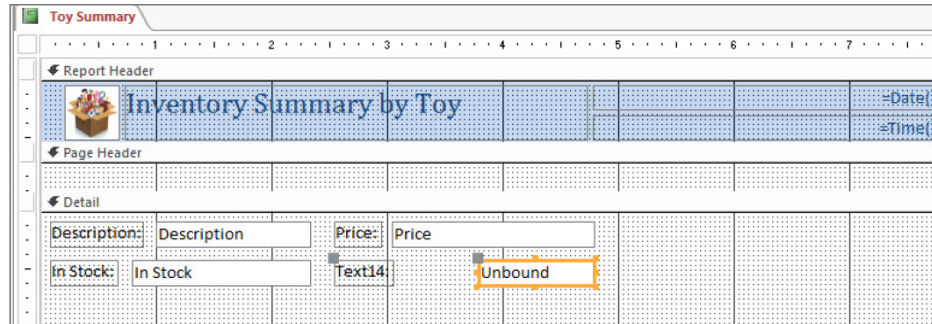 Toy Summary
1 2 3 4 5 6 7
Report Header
Inventory Summary by Toy =Date(
=Time(
Page Header
Detail
Description: Description Price: Price
In Stock: In Stock Text14: Unbound